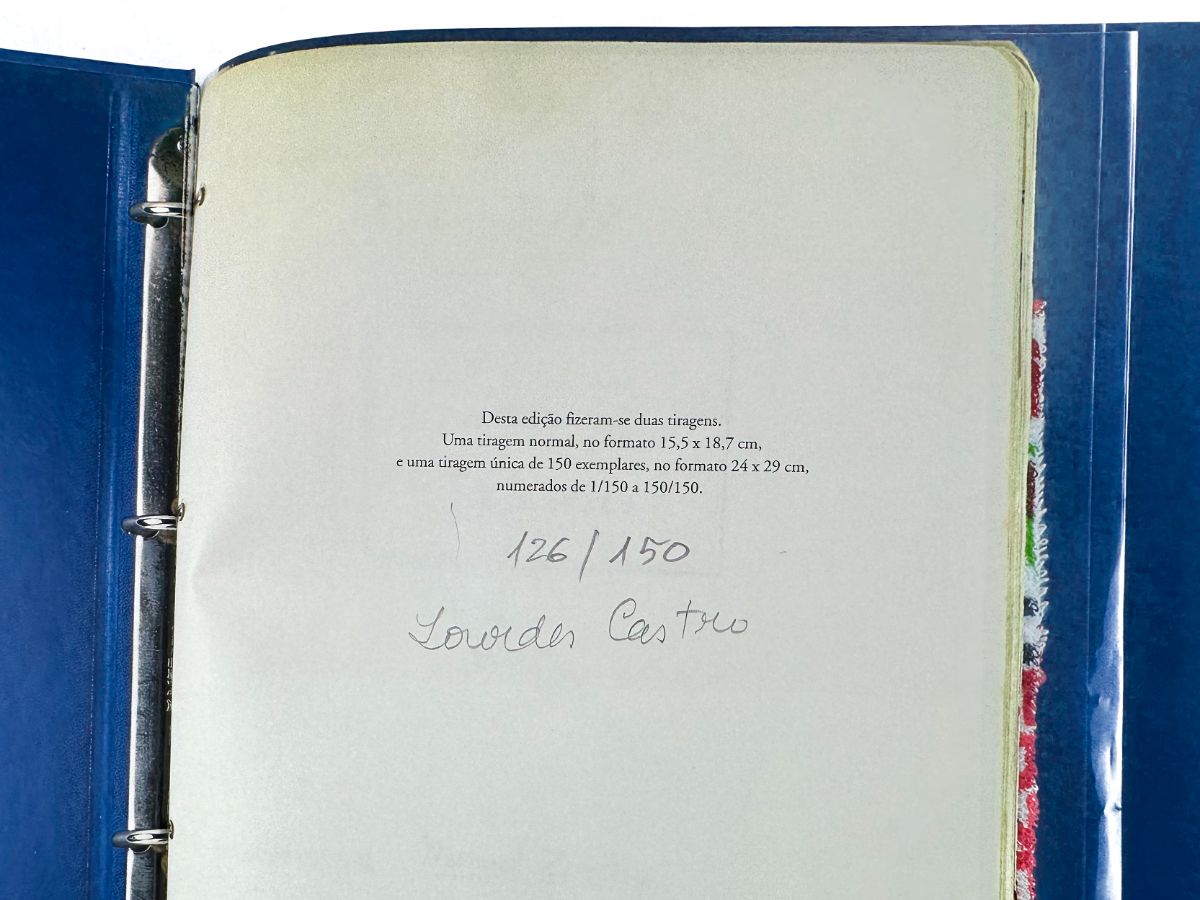 Desta edição fizeram-se duas tiragens.
Uma tiragem normal, no formato 15,5 x 18,7 cm,
e uma tiragem única de 150 exemplares, no formato 24 x 29 cm,
numerados de 1/150 a 150/150.
126/150
Lourdes Castro